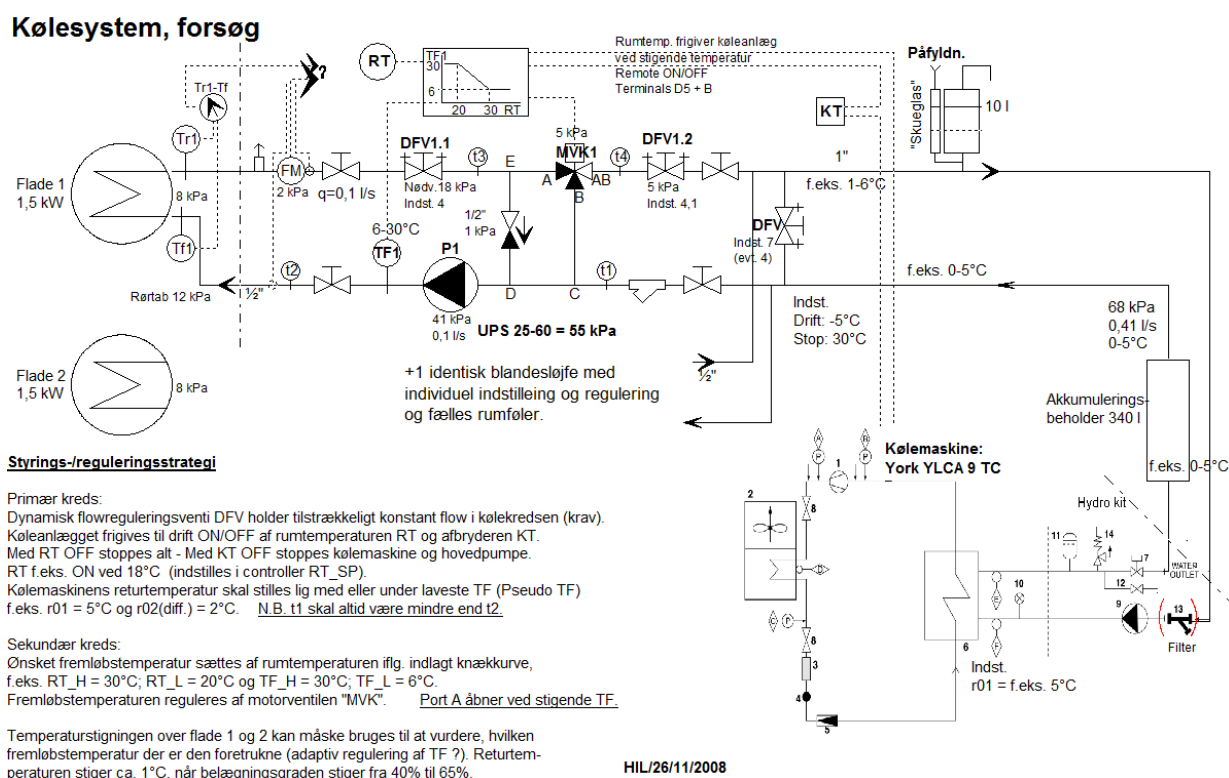 Kølesystem, forsøg
Tr1-Tf
?
RT
TF1
30
6
20
30 RT
Rumtemp. frigiver køleanlæg
ved stigende temperatur
Remote ON/OFF
Terminals D5 + B
KT
Påfyldn.
"Skueglas"
10 l
Tr1
Flade 1
1,5 kW
8 kPa
Tf1
FM
2 kPa
q=0,1 l/s
DFV1.1
Nødv.18 kPa
Indst. 4
t3
E
5 kPa
MVK1
A
AB
B
t4
DFV1.2
5 kPa
Indst. 4,1
1"
f.eks. 1-6°C
1/2"
1 kPa
DFV
Indst. 7
(evt. 4)
6-30°C
TF1
P1
t2
t1
D
C
Rørtab 12 kPa
½"
41 kPa
0,1 l/s
UPS 25-60 = 55 kPa
f.eks. 0-5°C
Indst.
Drift: -5°C
Stop: 30°C
68 kPa
0,41 l/s
0-5°C
½"
+1 identisk blandesløjfe med
individuel indstilleing og regulering
og fælles rumføler.
Flade 2
1,5 kW
8 kPa
Akkumulerings-
beholder 340 l
f.eks. 0-5°C
Kølemaskine:
York YLCA 9 TC
Hydro kit
A
P
B
P
1
2
8
D
C
P
8
3
4
5
6
E
F
10
11
14
7
12
9
13
WATER
OUTLET
Filter
Indst.
r01 = f.eks. 5°C
Styrings-/reguleringsstrategi
Primær kreds:
Dynamisk flowreguleringsventi DFV holder tilstrækkeligt konstant flow i kølekredsen (krav).
Køleanlægget frigives til drift ON/OFF af rumtemperaturen RT og afbryderen KT.
Med RT OFF stoppes alt - Med KT OFF stoppes kølemaskine og hovedpumpe.
RT f.eks. ON ved 18°C (indstilles i controller RT_SP).
Kølemaskinens returtemperatur skal stilles lig med eller under laveste TF (Pseudo TF)
f.eks. r01 = 5°C og r02(diff.) = 2°C. N.B. t1 skal altid være mindre end t2.
Sekundær kreds:
Ønsket fremløbstemperatur sættes af rumtemperaturen iflg. indlagt knækkurve,
f.eks. RT_H = 30°C; RT_L = 20°C og TF_H = 30°C; TF_L = 6°C.
Fremløbstemperaturen reguleres af motorventilen "MVK". Port A åbner ved stigende TF.
Temperaturstigningen over flade 1 og 2 kan måske bruges til at vurdere, hvilken
fremløbstemperatur der er den foretrukne (adaptiv regulering af TF ?). Returtem-
peraturen stiger ca. 1°C, når belægningsgraden stiger fra 40% til 65%.
HIL/26/11/2008